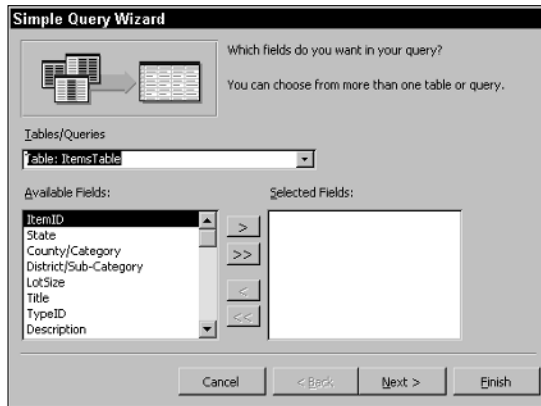 Simple Query Wizard
Which fields do you want in your query?
You can choose from more than one table or query.
Tables/Queries
Table: ItemsTable
Available Fields:
Selected Fields:
ItemID
State
County/Category
District/Sub-Category
LotSize
Title
TypeID
Description
>
>>
<
<<
Cancel
< Back
Next >
Finish